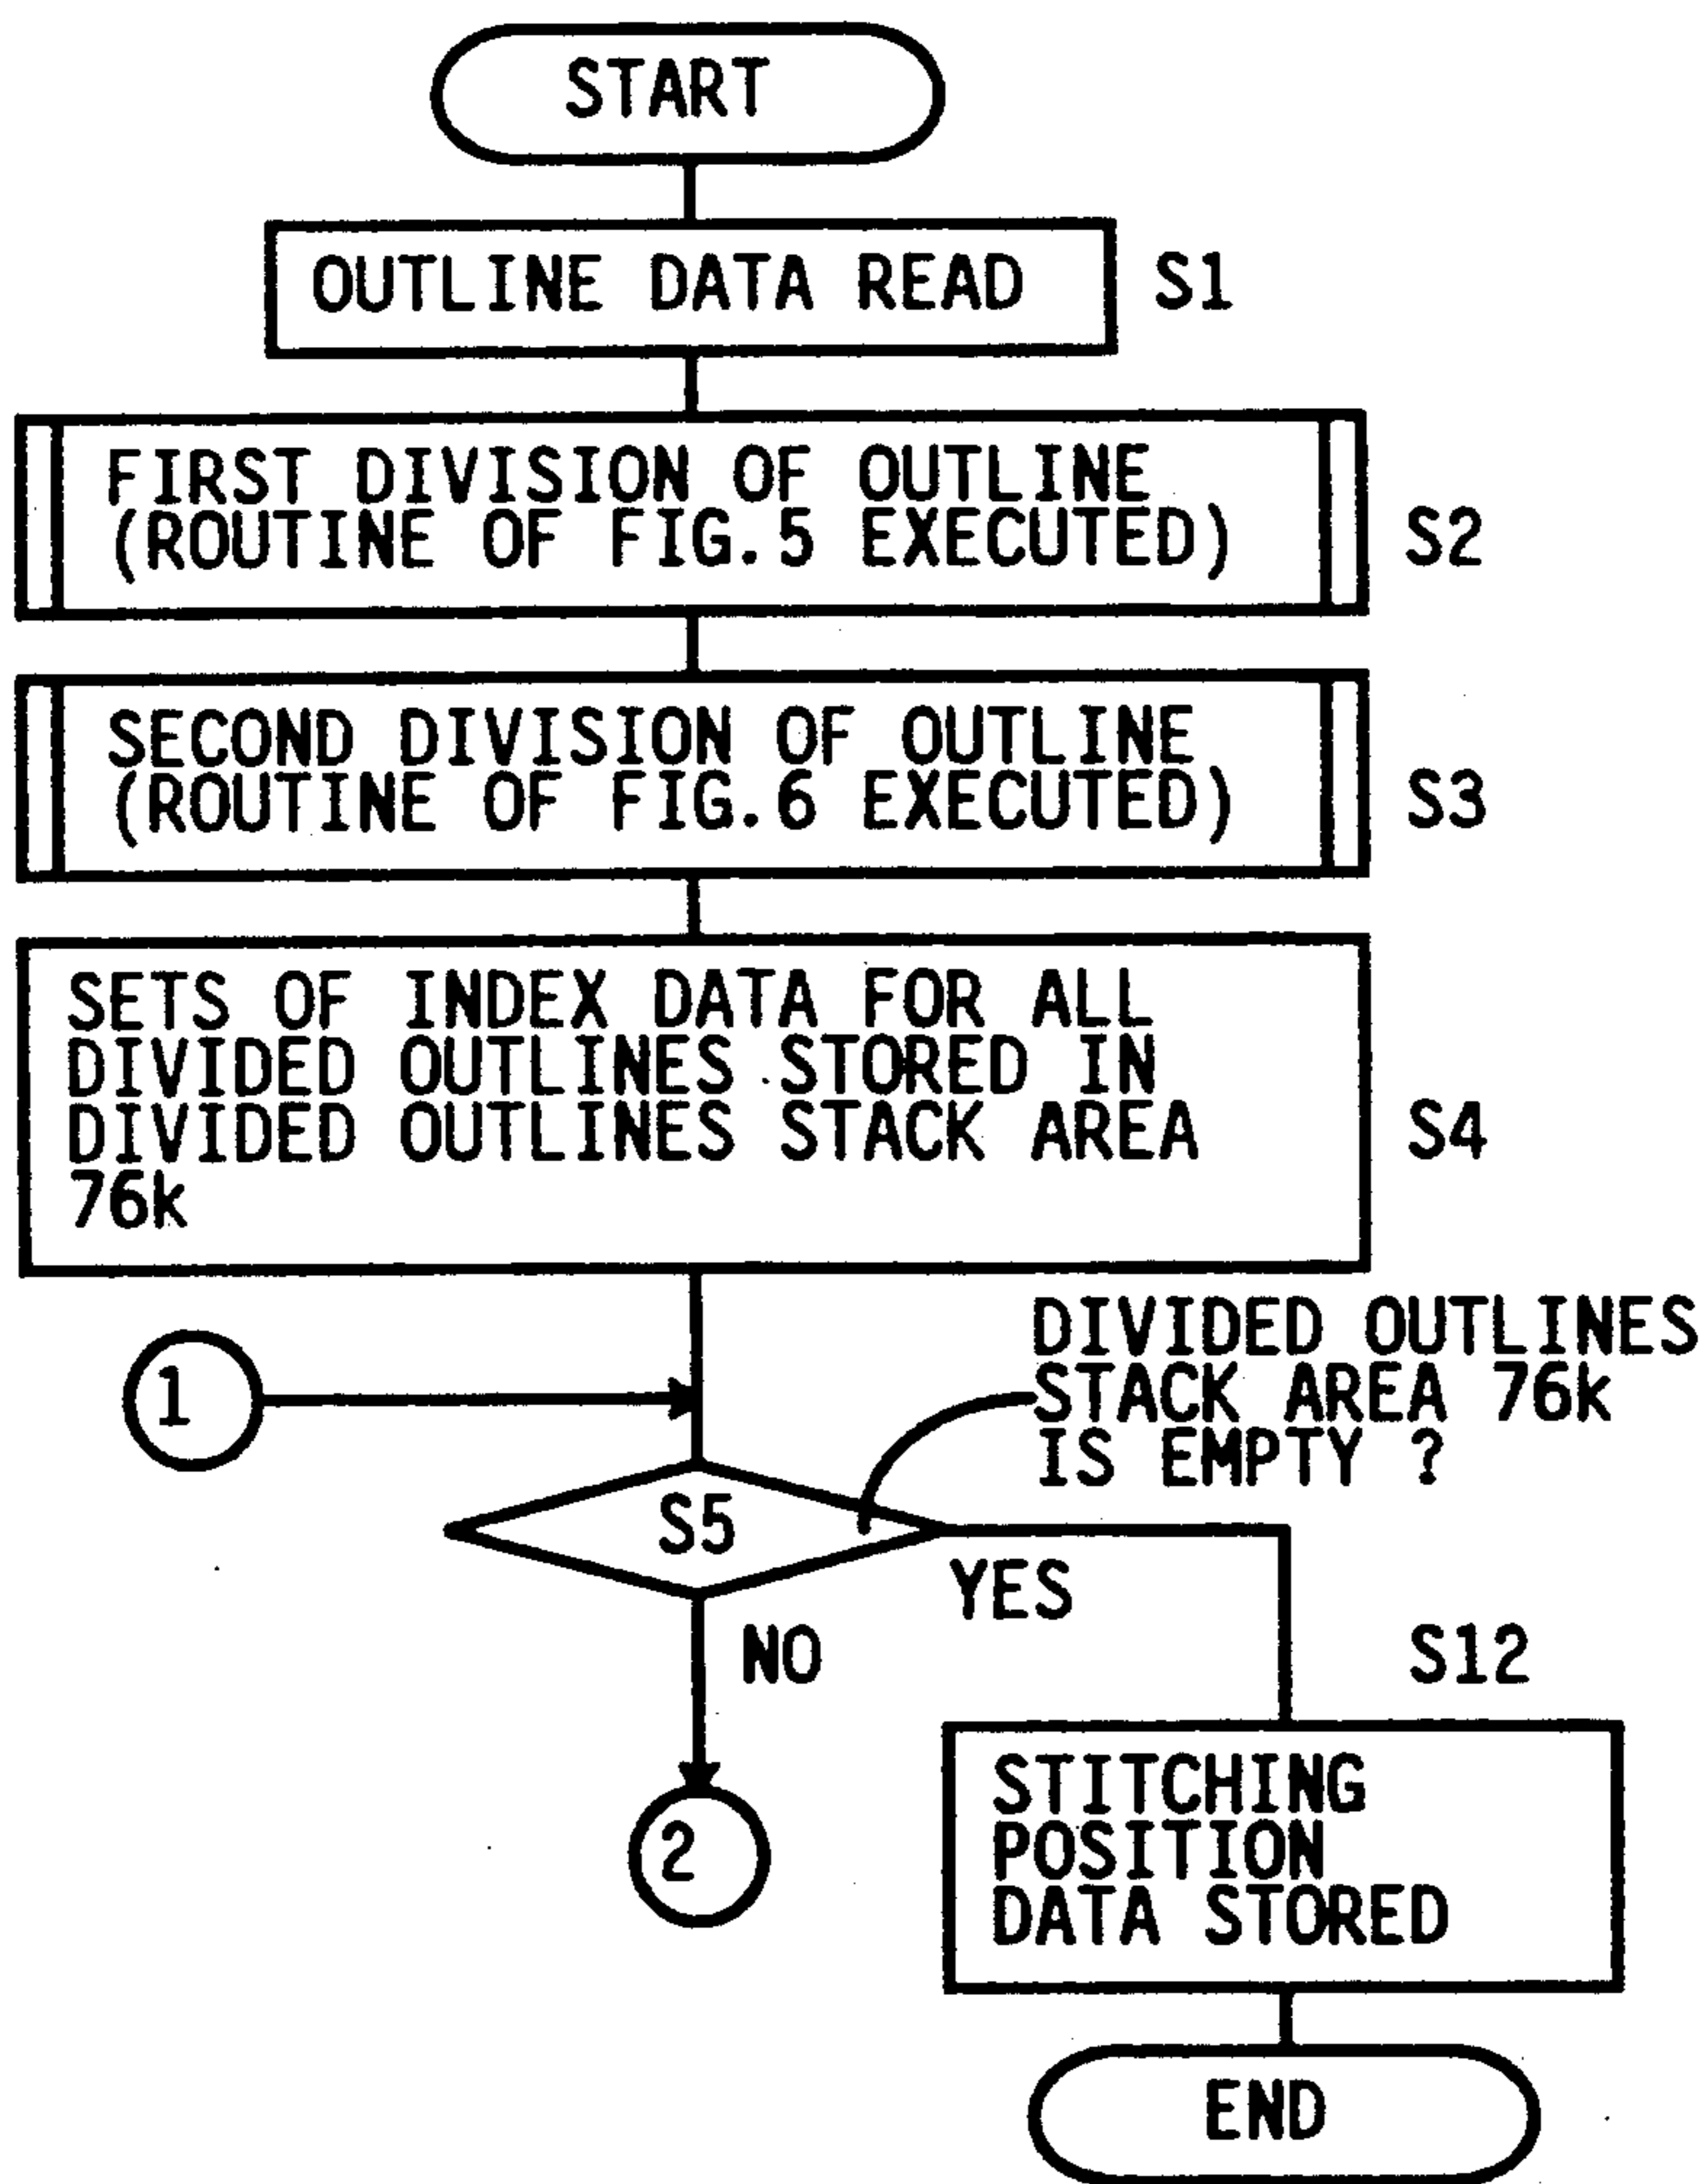 START
OUTLINE DATA READ
S1
FIRST DIVISION OF OUTLINE
(ROUTINE OF FIG.5 EXECUTED)
S2
SECOND DIVISION OF OUTLINE
(ROUTINE OF FIG.6 EXECUTED)
S3
SETS OF INDEX DATA FOR ALL
DIVIDED OUTLINES STORED IN
DIVIDED OUTLINES STACK AREA
76k
S4
1
DIVIDED OUTLINES
STACK AREA 76k
IS EMPTY ?
S5
YES
NO
S12
2
STITCHING
POSITION
DATA STORED
END